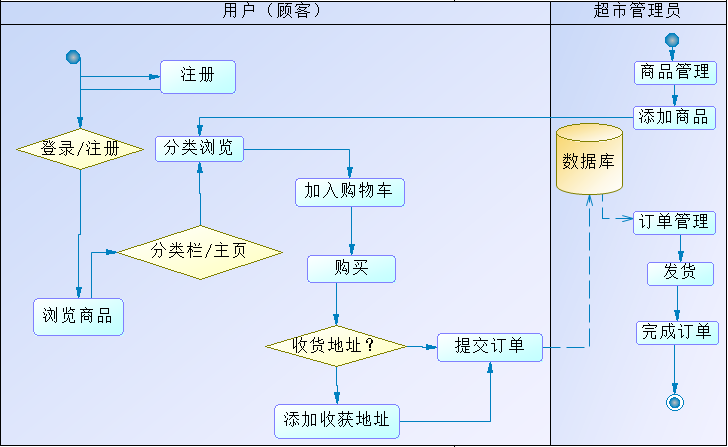 用户（顾客）
超市管理员
注册
商品管理
添加商品
登录/注册
分类浏览
数据库
加入购物车
订单管理
分类栏/主页
购买
发货
浏览商品
收货地址？
提交订单
完成订单
添加收获地址